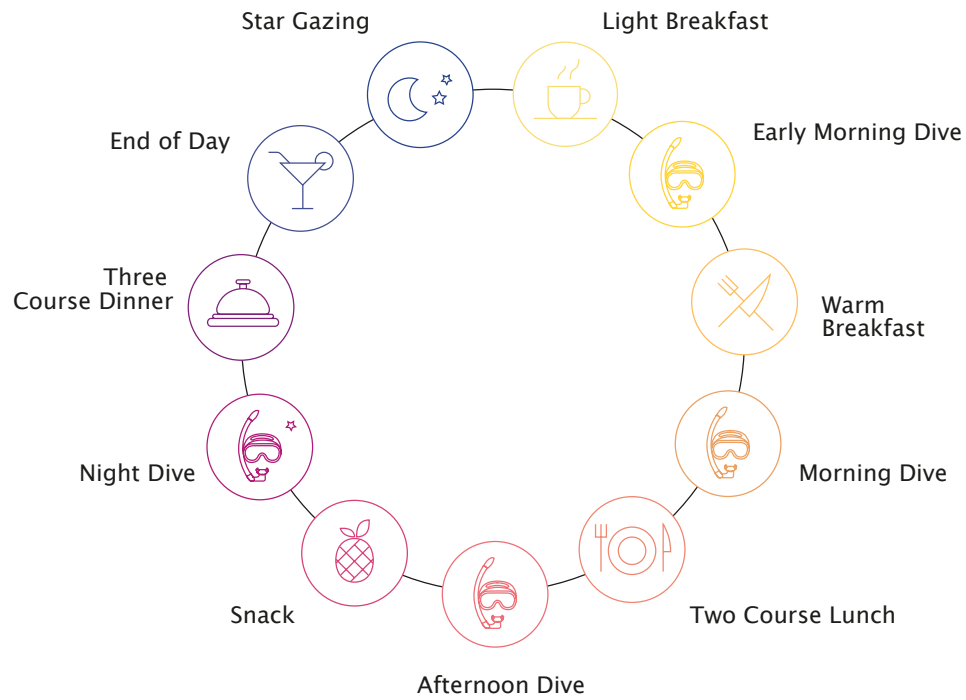 Star Gazing
Light Breakfast
End of Day
Early Morning Dive
Three
Course Dinner
Warm
Breakfast
Night Dive
Morning Dive
Snack
Two Course Lunch
Afternoon Dive